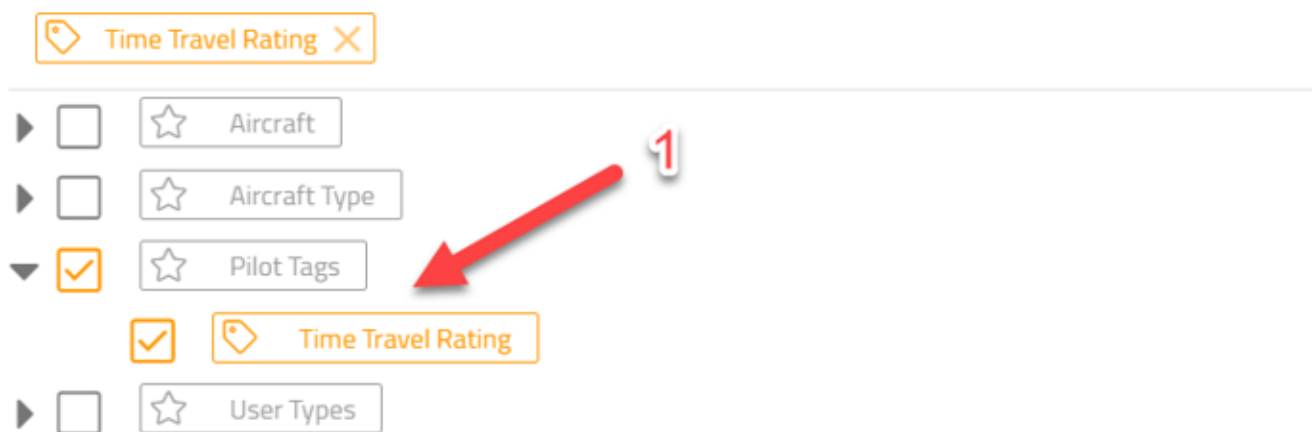 Time Travel Rating
Aircraft
1
Aircraft Type
Pilot Tags
Time Travel Rating
User Types